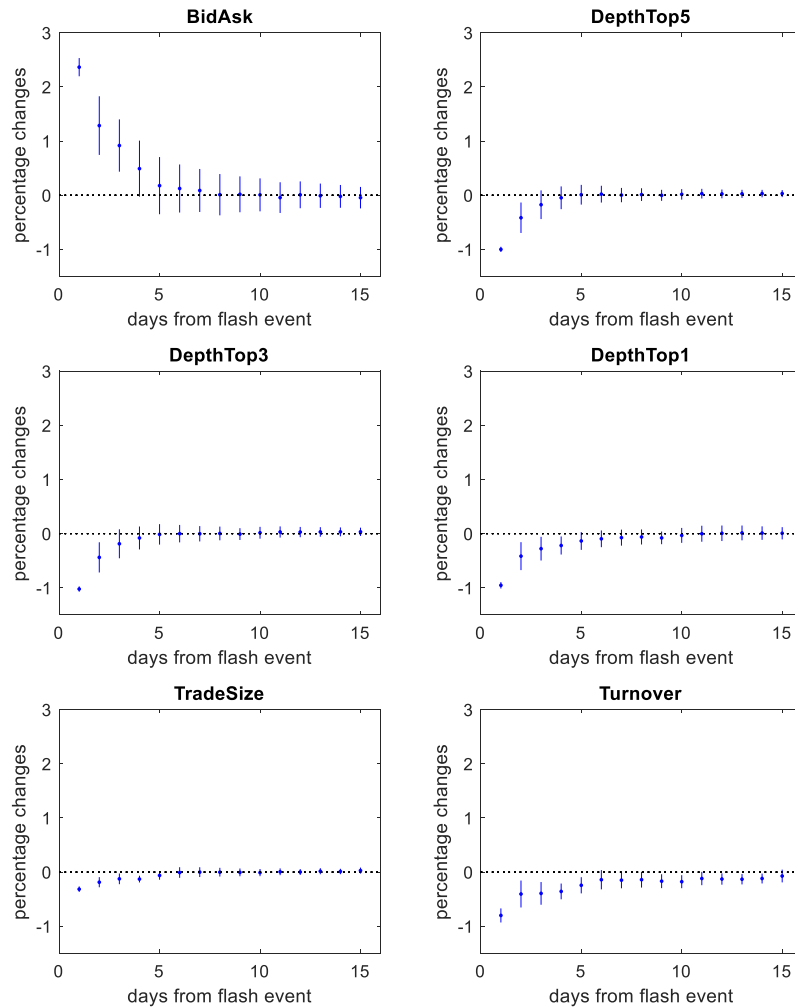 BidAsk
3
2
1
0
-1
percentage changes
0 5 10 15
days from flash event
DepthTop5
3
2
1
0
-1
percentage changes
0 5 10 15
days from flash event
DepthTop3
3
2
1
0
-1
percentage changes
0 5 10 15
days from flash event
DepthTop1
3
2
1
0
-1
percentage changes
0 5 10 15
days from flash event
TradeSize
3
2
1
0
-1
percentage changes
0 5 10 15
days from flash event
Turnover
3
2
1
0
-1
percentage changes
0 5 10 15
days from flash event